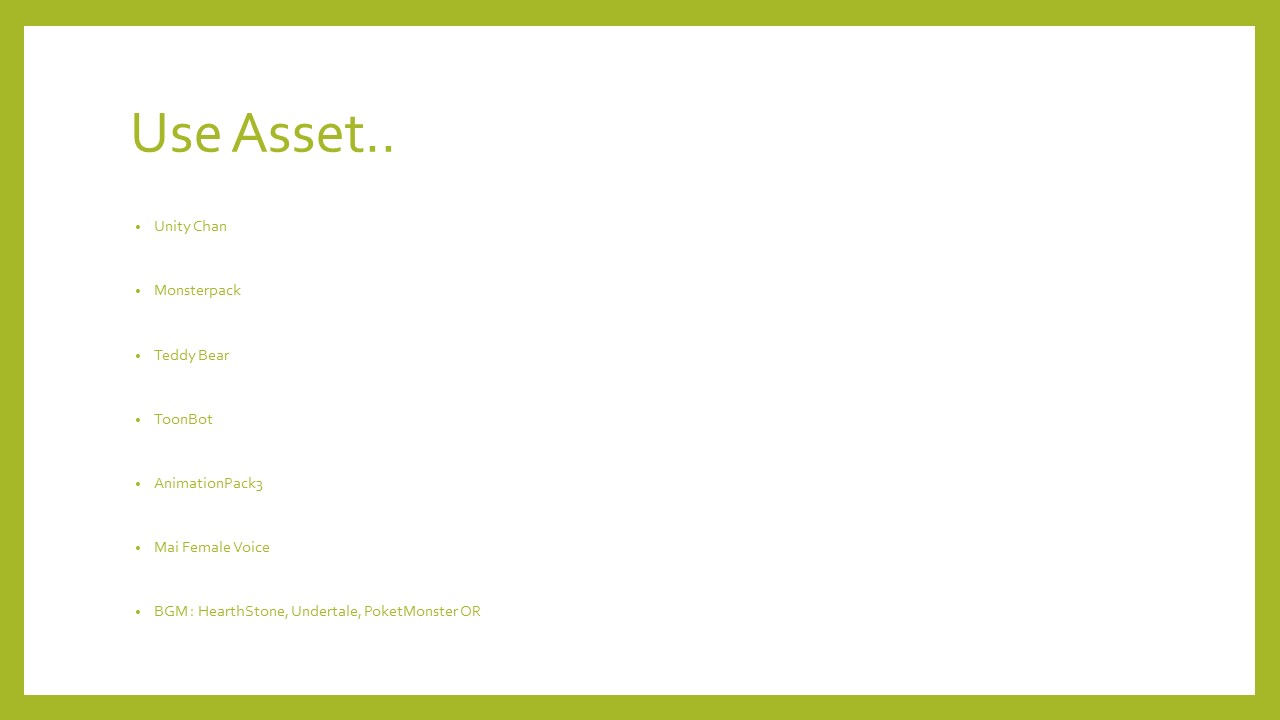 Use Asset..
• Unity Chan
• Monsterpack
• Teddy Bear
• ToonBot
• AnimationPack3
• Mai Female Voice
• BGM : HearthStone, Undertale, PoketMonster OR